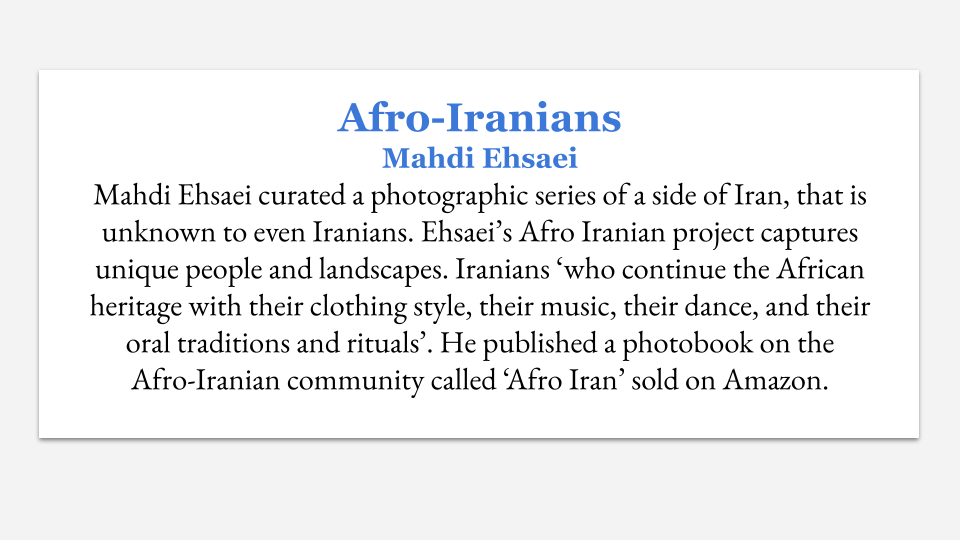 Afro-Iranians
Mahdi Ehsaei
Mahdi Ehsaei curated a photographic series of a side of Iran, that is
unknown to even Iranians. Ehsaei’s Afro Iranian project captures
unique people and landscapes. Iranians ‘who continue the African
heritage with their clothing style, their music, their dance, and their
oral traditions and rituals’. He published a photobook on the
Afro-Iranian community called ‘Afro Iran’ sold on Amazon.